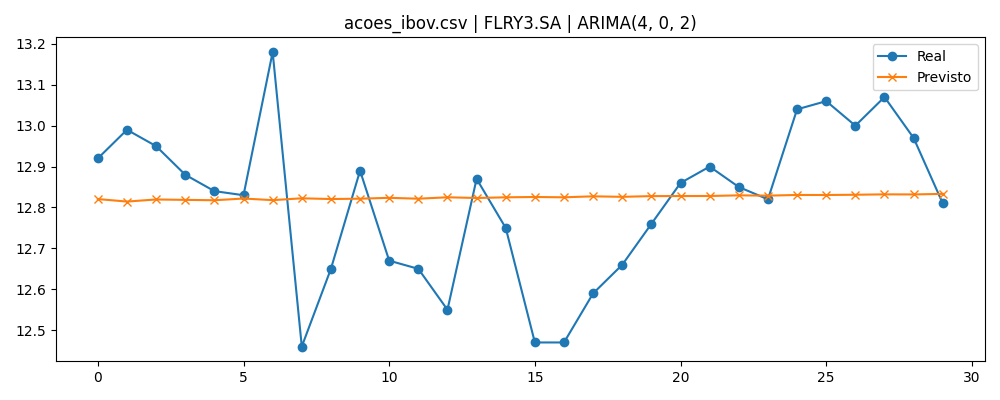 acoes_ibov.csv | FLRY3.SA | ARIMA(4, 0, 2)
Real
Previsto
13.2
13.1
13.0
12.9
12.8
12.7
12.6
12.5
0 5 10 15 20 25 30